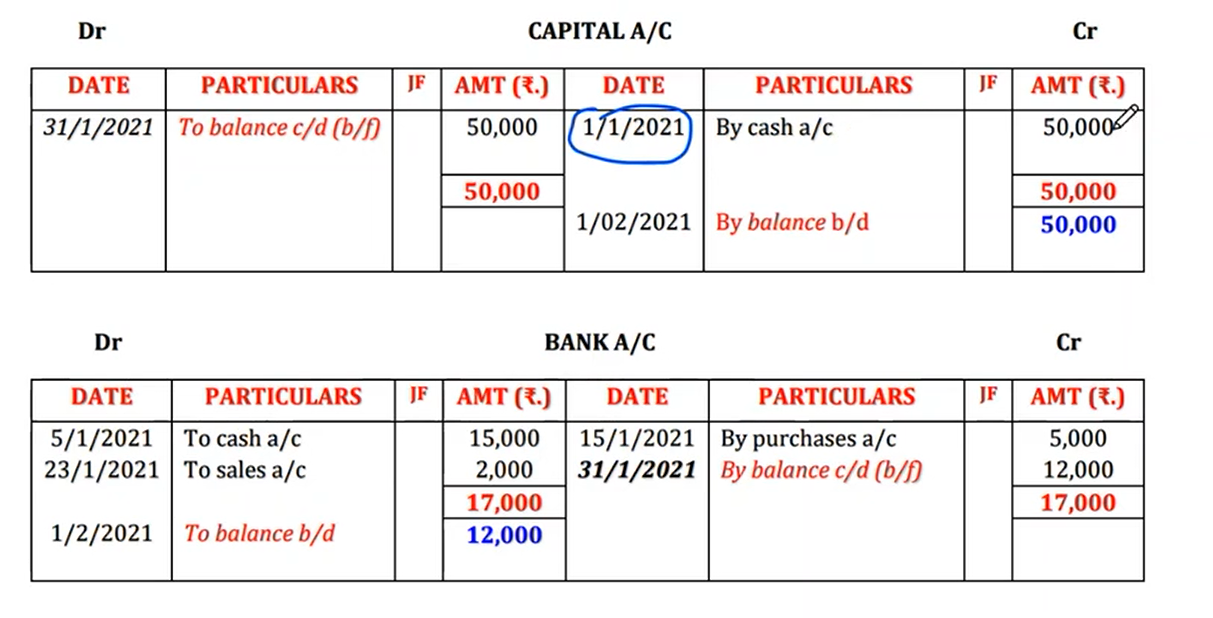 Dr CAPITAL A/C Cr
DATE PARTICULARS JF AMT (₹.) DATE PARTICULARS JF AMT (₹.)
31/1/2021 To balance c/d (b/f) 50,000 1/1/2021 By cash a/c 50,000
50,000 50,000
1/02/2021 By balance b/d 50,000
Dr BANK A/C Cr
DATE PARTICULARS JF AMT (₹.) DATE PARTICULARS JF AMT (₹.)
5/1/2021 To cash a/c 15,000 15/1/2021 By purchases a/c 5,000
23/1/2021 To sales a/c 2,000 31/1/2021 By balance c/d (b/f) 12,000
17,000 17,000
1/2/2021 To balance b/d 12,000